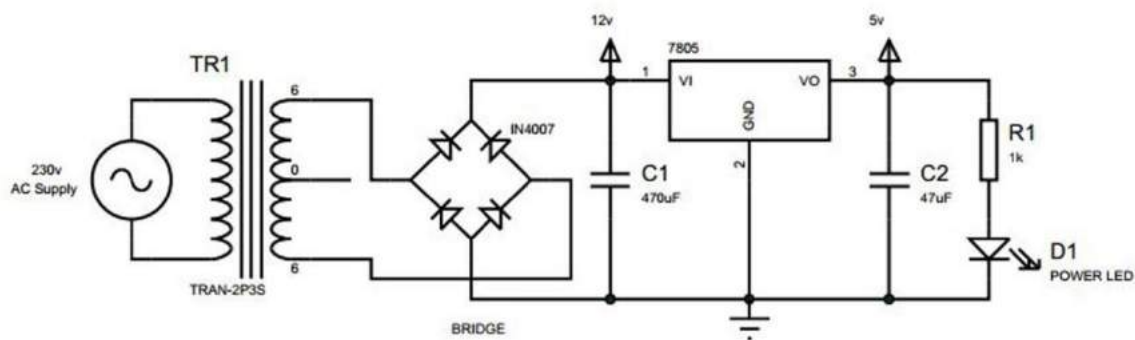 12v
5v
7805
TR1
1
VI
VO
3
6
IN4007
GND
R1
1k
230v
AC Supply
0
2
C1
470uF
C2
47uF
D1
POWER LED
6
TRAN-2P3S
BRIDGE